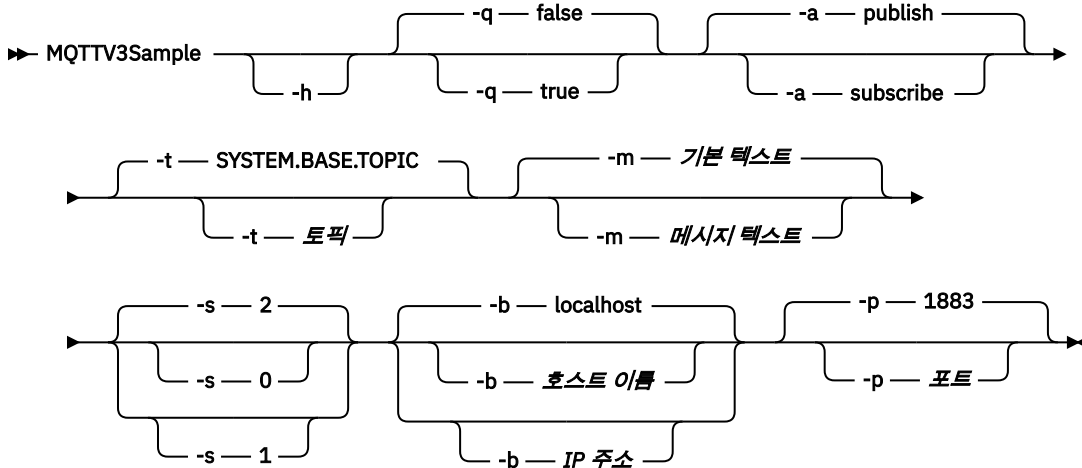 -q false -a publish
MQTTV3Sample
-h -q true -a subscribe
-t SYSTEM.BASE.TOPIC -m 기본 텍스트
-t 토픽 -m 메시지 텍스트
-s 2 -b localhost -p 1883
-s 0 -b 호스트 이름 -p 포트
-s 1 -b IP 주소